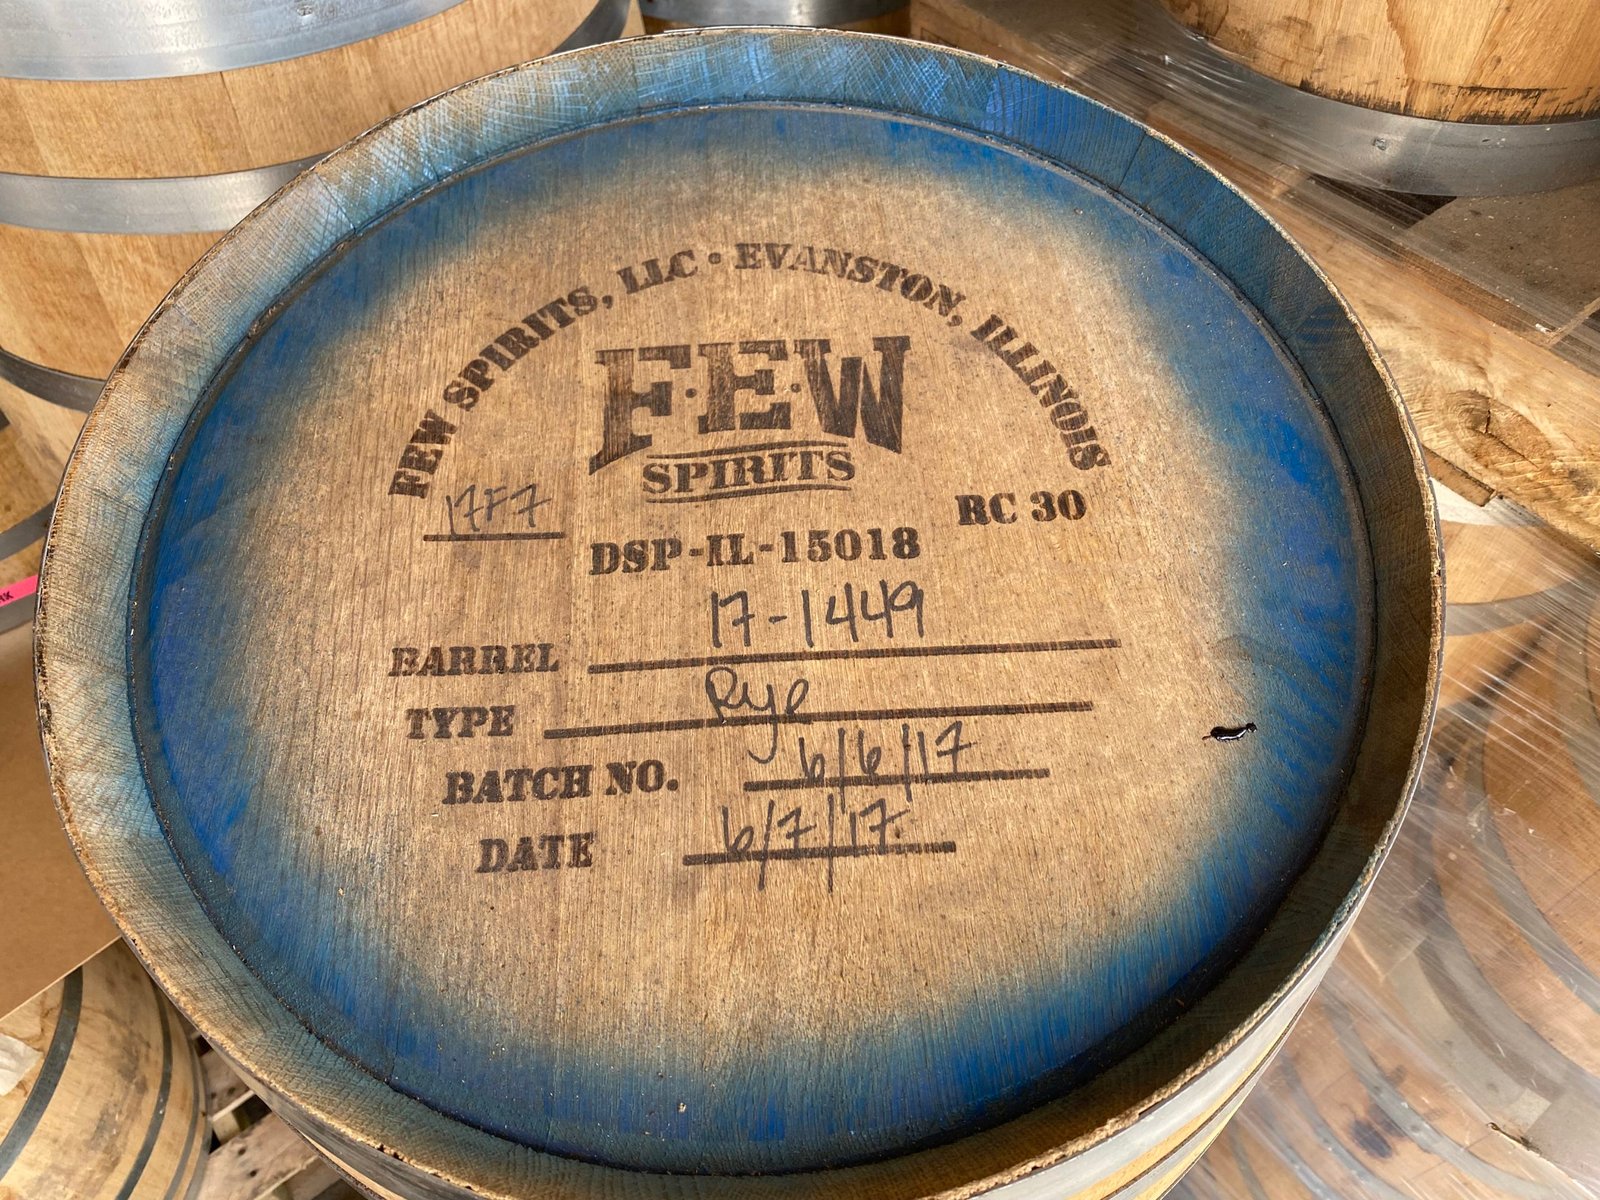 FEW SPIRITS, LLC • EVANSTON, ILLINOIS
F·E·W
SPIRITS
17F7
RC 30
DSP-IL-15018
BARREL 17-1449
TYPE Rye
BATCH NO. 6/6/17
DATE 6/7/17